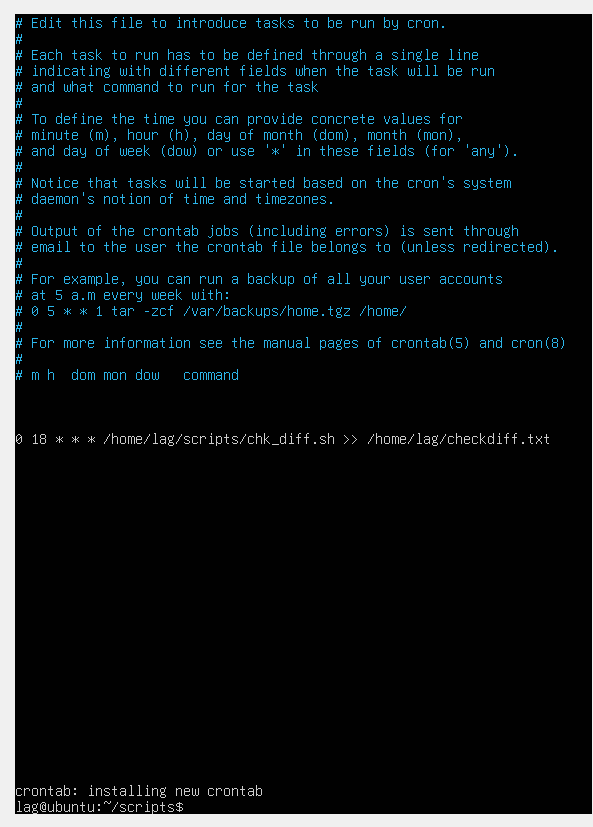 # Edit this file to introduce tasks to be run by cron.
#
# Each task to run has to be defined through a single line
# indicating with different fields when the task will be run
# and what command to run for the task
#
# To define the time you can provide concrete values for
# minute (m), hour (h), day of month (dom), month (mon),
# and day of week (dow) or use '*' in these fields (for 'any').
#
# Notice that tasks will be started based on the cron's system
# daemon's notion of time and timezones.
#
# Output of the crontab jobs (including errors) is sent through
# email to the user the crontab file belongs to (unless redirected).
#
# For example, you can run a backup of all your user accounts
# at 5 a.m every week with:
# 0 5 * * 1 tar -zcf /var/backups/home.tgz /home/
#
# For more information see the manual pages of crontab(5) and cron(8)
#
# m h  dom mon dow   command
0 18 * * * /home/lag/scripts/chk_diff.sh >> /home/lag/checkdiff.txt
crontab: installing new crontab
lag@ubuntu:~/scripts$